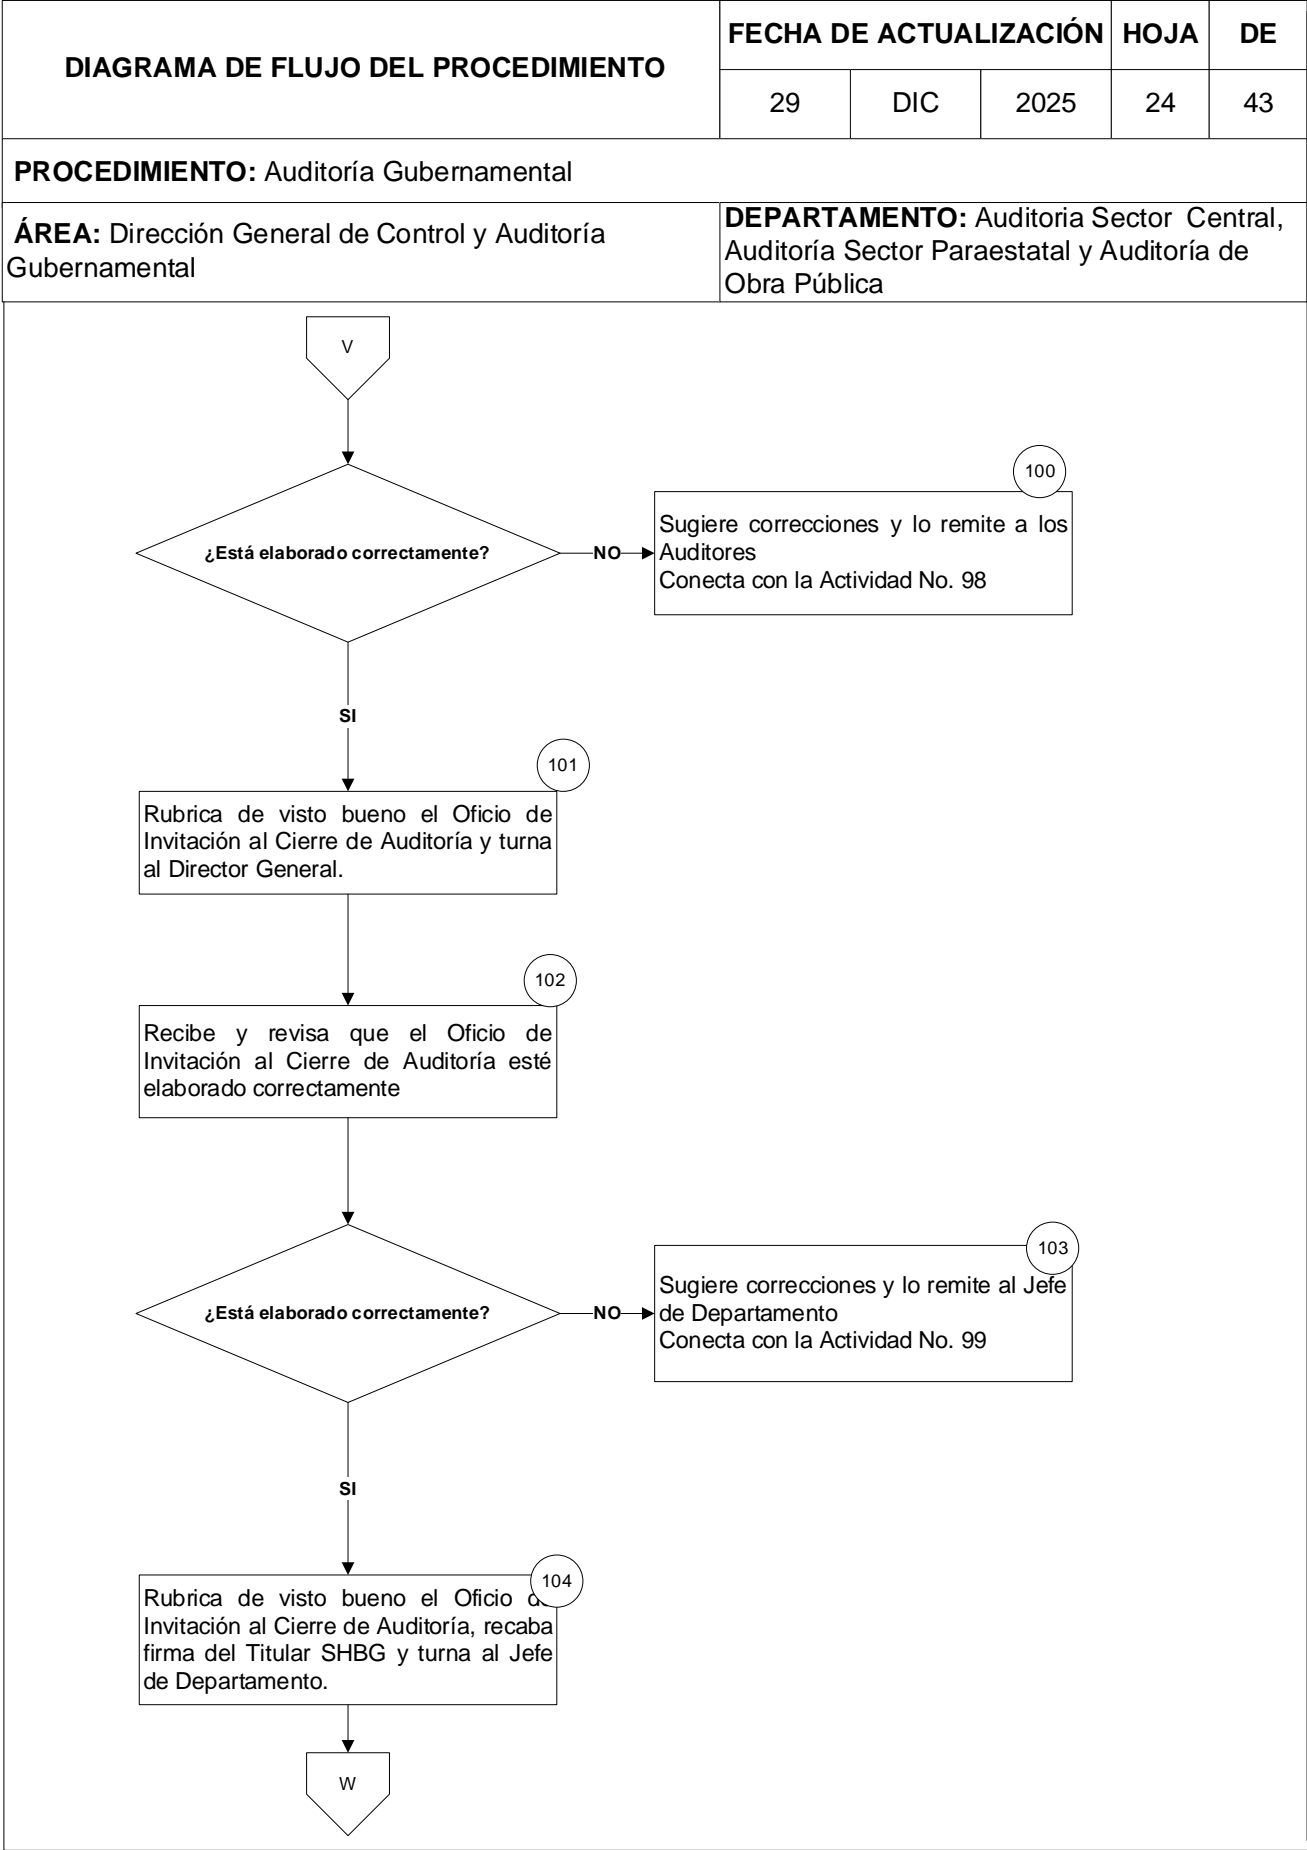 DIAGRAMA DE FLUJO DEL PROCEDIMIENTO
FECHA DE ACTUALIZACIÓN HOJA DE
29 DIC 2025 24 43
PROCEDIMIENTO: Auditoría Gubernamental
ÁREA: Dirección General de Control y Auditoría
Gubernamental
DEPARTAMENTO: Auditoria Sector Central,
Auditoría Sector Paraestatal y Auditoría de
Obra Pública
V
¿Está elaborado correctamente?
NO
100
Sugiere correcciones y lo remite a los
Auditores
Conecta con la Actividad No. 98
SI
101
Rubrica de visto bueno el Oficio de
Invitación al Cierre de Auditoría y turna
al Director General.
102
Recibe y revisa que el Oficio de
Invitación al Cierre de Auditoría esté
elaborado correctamente
¿Está elaborado correctamente?
NO
103
Sugiere correcciones y lo remite al Jefe
de Departamento
Conecta con la Actividad No. 99
SI
104
Rubrica de visto bueno el Oficio de
Invitación al Cierre de Auditoría, recaba
firma del Titular SHBG y turna al Jefe
de Departamento.
W